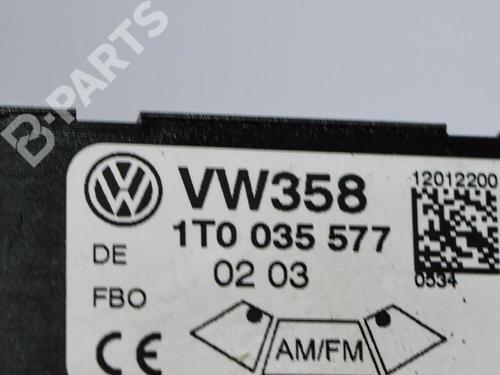 B-PARTS
VW358
12012200
1T0 035 577
DE
02 03
0534
FBO
AM/FM
CE